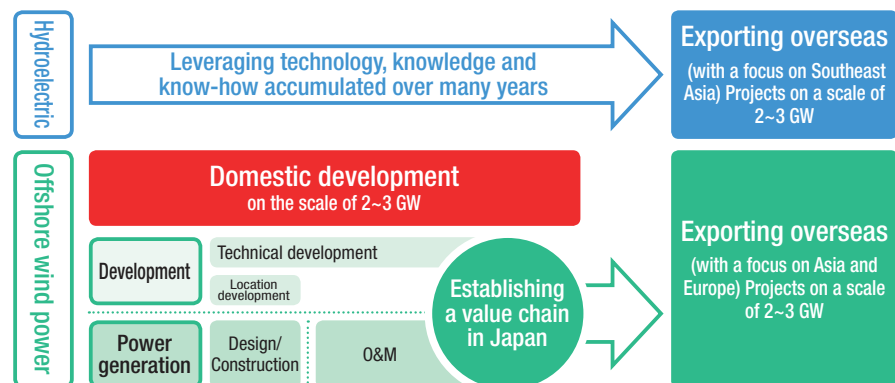 Hydroelectric
Leveraging technology, knowledge and
know-how accumulated over many years
Exporting overseas
(with a focus on Southeast
Asia) Projects on a scale of
2~3 GW
Offshore wind power
Domestic development
on the scale of 2~3 GW
Development
Technical development
Location
development
Power
generation
Design/
Construction
O&M
Establishing
a value chain
in Japan
Exporting overseas
(with a focus on Asia and
Europe) Projects on a scale
of 2~3 GW